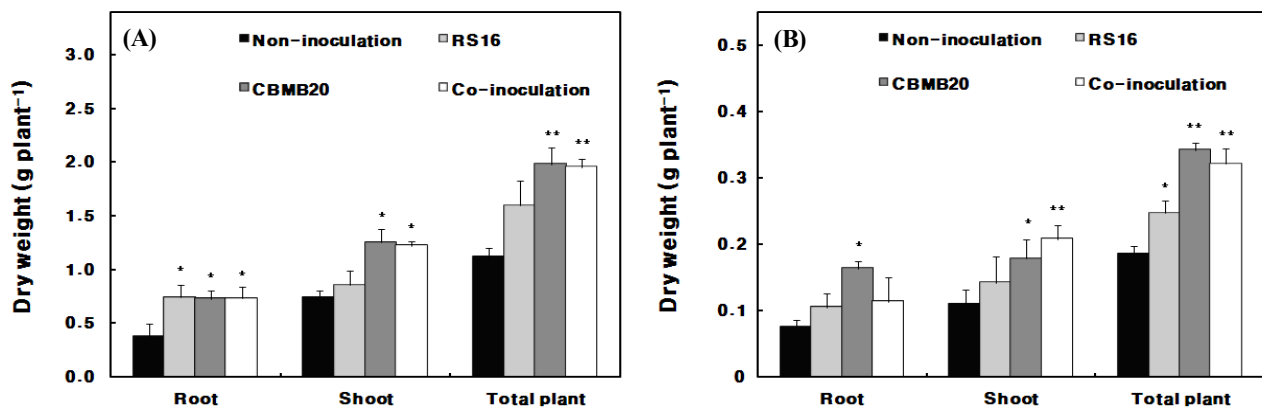 (A)
Non-inoculation
RS16
CBMB20
Co-inoculation
Dry weight (g plant⁻¹)
3.0
2.5
2.0
1.5
1.0
0.5
0.0
*
*
*
*
*
**
**
Root
Shoot
Total plant
(B)
Non-inoculation
RS16
CBMB20
Co-inoculation
Dry weight (g plant⁻¹)
0.5
0.4
0.3
0.2
0.1
0
*
*
**
*
**
**
Root
Shoot
Total plant